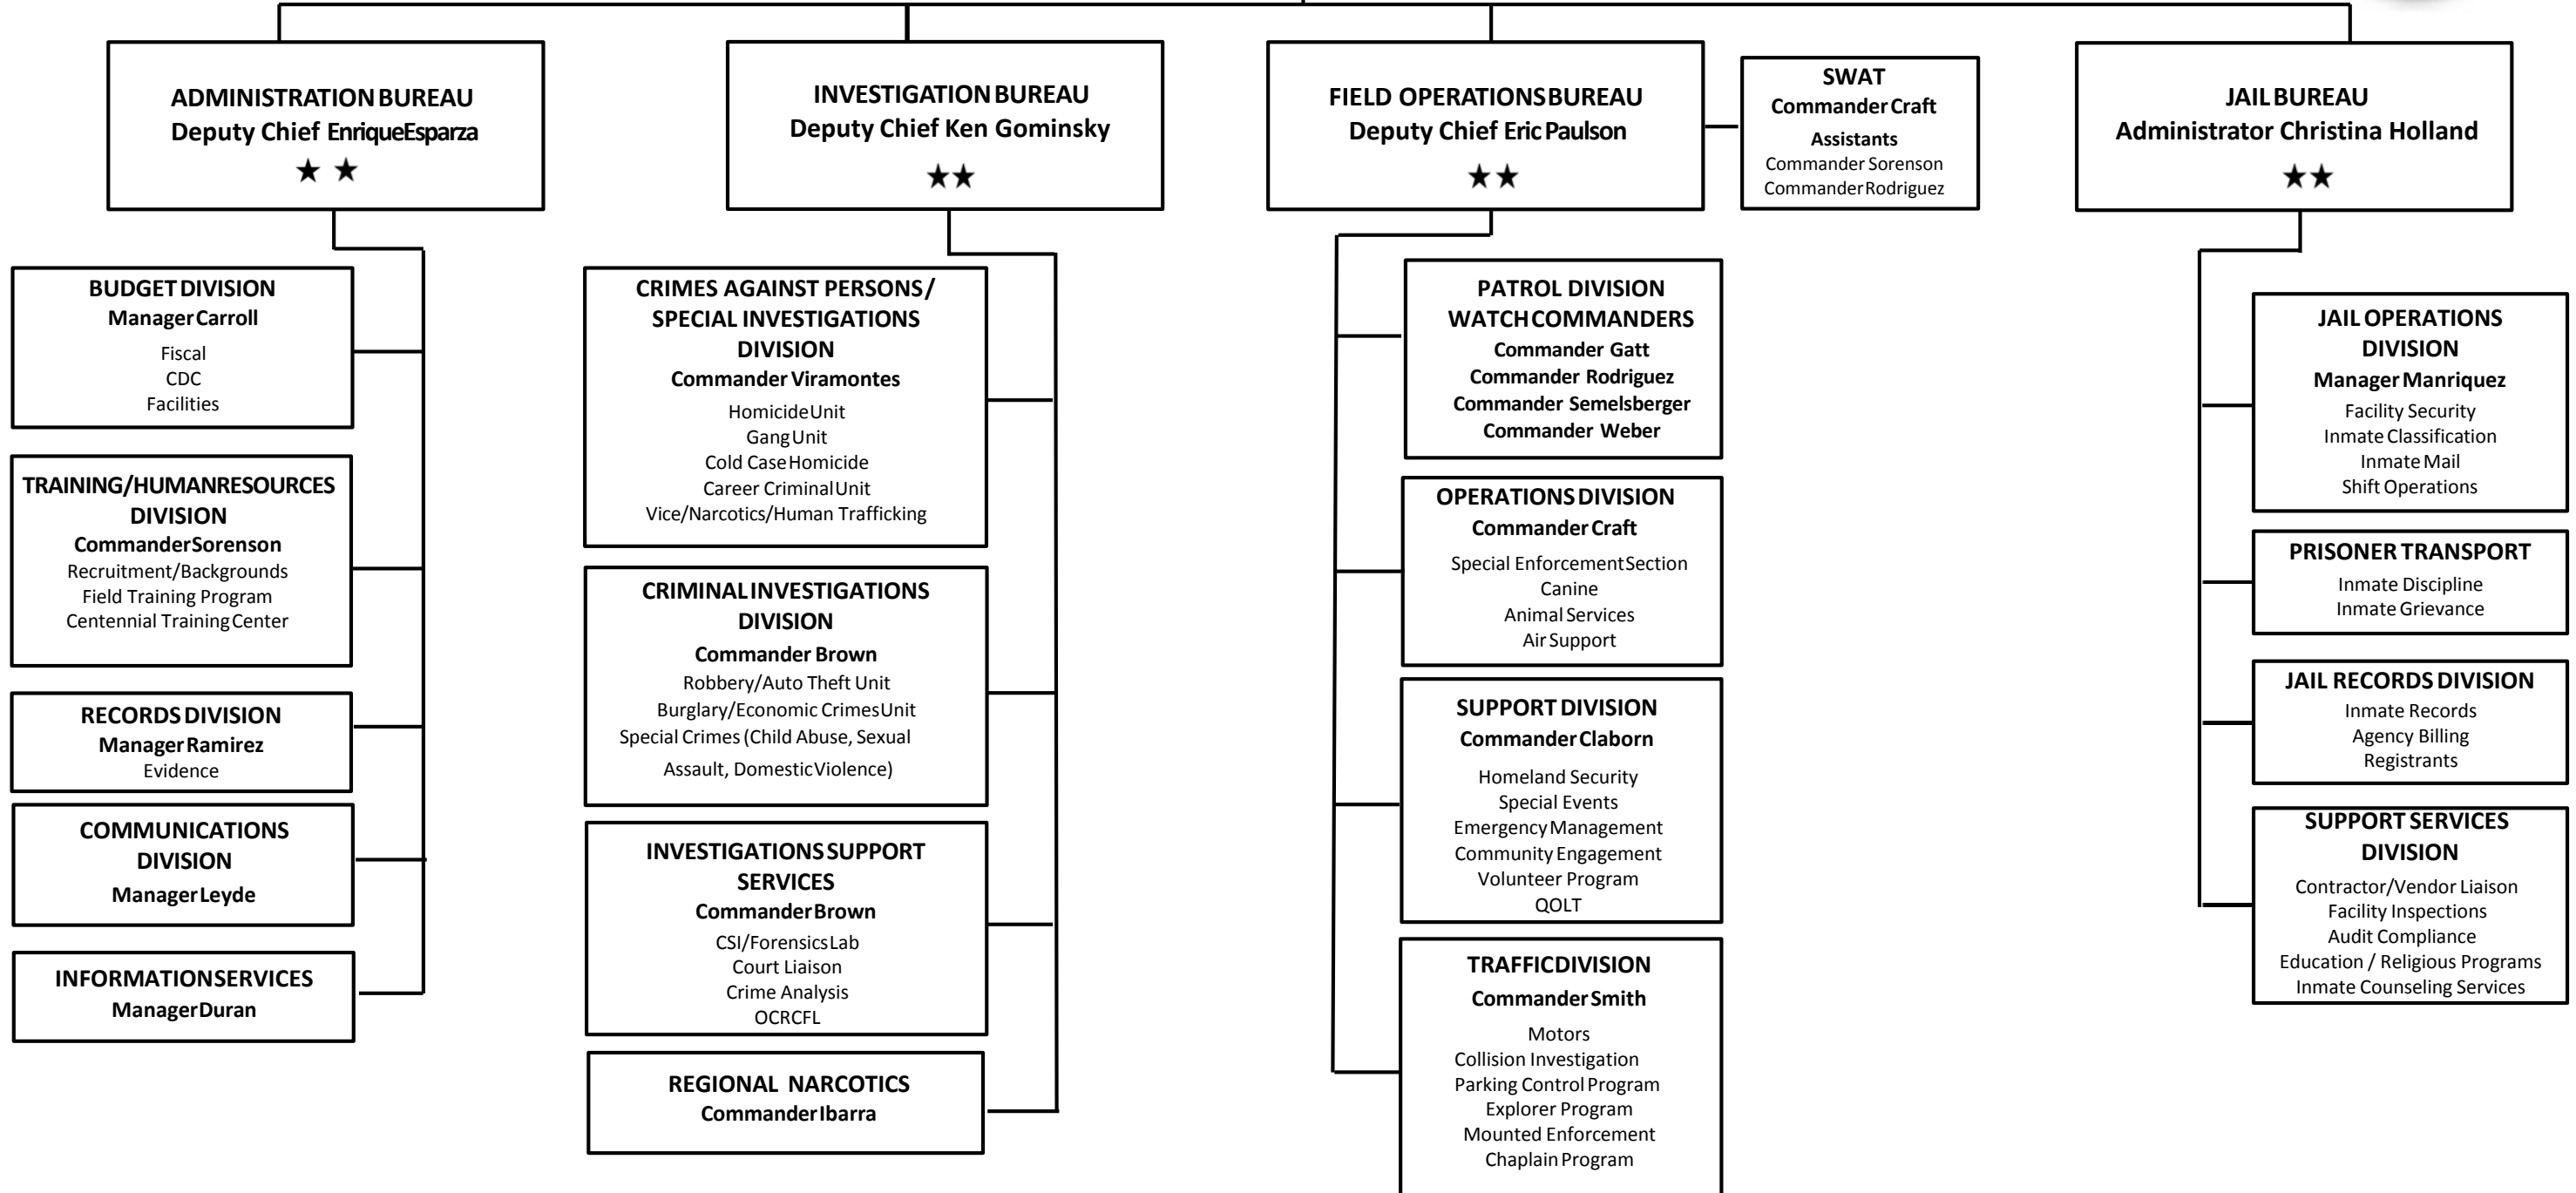 ADMINISTRATION BUREAU
Deputy Chief Enrique Esparza
★ ★
BUDGET DIVISION
Manager Carroll
Fiscal
CDC
Facilities
TRAINING/HUMAN RESOURCES
DIVISION
Commander Sorenson
Recruitment/Backgrounds
Field Training Program
Centennial Training Center
RECORDS DIVISION
Manager Ramirez
Evidence
COMMUNICATIONS
DIVISION
Manager Leyde
INFORMATION SERVICES
Manager Duran
INVESTIGATION BUREAU
Deputy Chief Ken Gominsky
★★
CRIMES AGAINST PERSONS/
SPECIAL INVESTIGATIONS
DIVISION
Commander Viramontes
Homicide Unit
Gang Unit
Cold Case Homicide
Career Criminal Unit
Vice/Narcotics/Human Trafficking
CRIMINAL INVESTIGATIONS
DIVISION
Commander Brown
Robbery/Auto Theft Unit
Burglary/Economic Crimes Unit
Special Crimes (Child Abuse, Sexual
Assault, Domestic Violence)
INVESTIGATIONS SUPPORT
SERVICES
Commander Brown
CSI/Forensics Lab
Court Liaison
Crime Analysis
OCRCFL
REGIONAL NARCOTICS
Commander Ibarra
FIELD OPERATIONS BUREAU
Deputy Chief Eric Paulson
★★
SWAT
Commander Craft
Assistants
Commander Sorenson
Commander Rodriguez
PATROL DIVISION
WATCH COMMANDERS
Commander Gatt
Commander Rodriguez
Commander Semelsberger
Commander Weber
OPERATIONS DIVISION
Commander Craft
Special Enforcement Section
Canine
Animal Services
Air Support
SUPPORT DIVISION
Commander Claborn
Homeland Security
Special Events
Emergency Management
Community Engagement
Volunteer Program
QOLT
TRAFFIC DIVISION
Commander Smith
Motors
Collision Investigation
Parking Control Program
Explorer Program
Mounted Enforcement
Chaplain Program
JAIL BUREAU
Administrator Christina Holland
★★
JAIL OPERATIONS
DIVISION
Manager Manriquez
Facility Security
Inmate Classification
Inmate Mail
Shift Operations
PRISONER TRANSPORT
Inmate Discipline
Inmate Grievance
JAIL RECORDS DIVISION
Inmate Records
Agency Billing
Registrants
SUPPORT SERVICES
DIVISION
Contractor/Vendor Liaison
Facility Inspections
Audit Compliance
Education / Religious Programs
Inmate Counseling Services